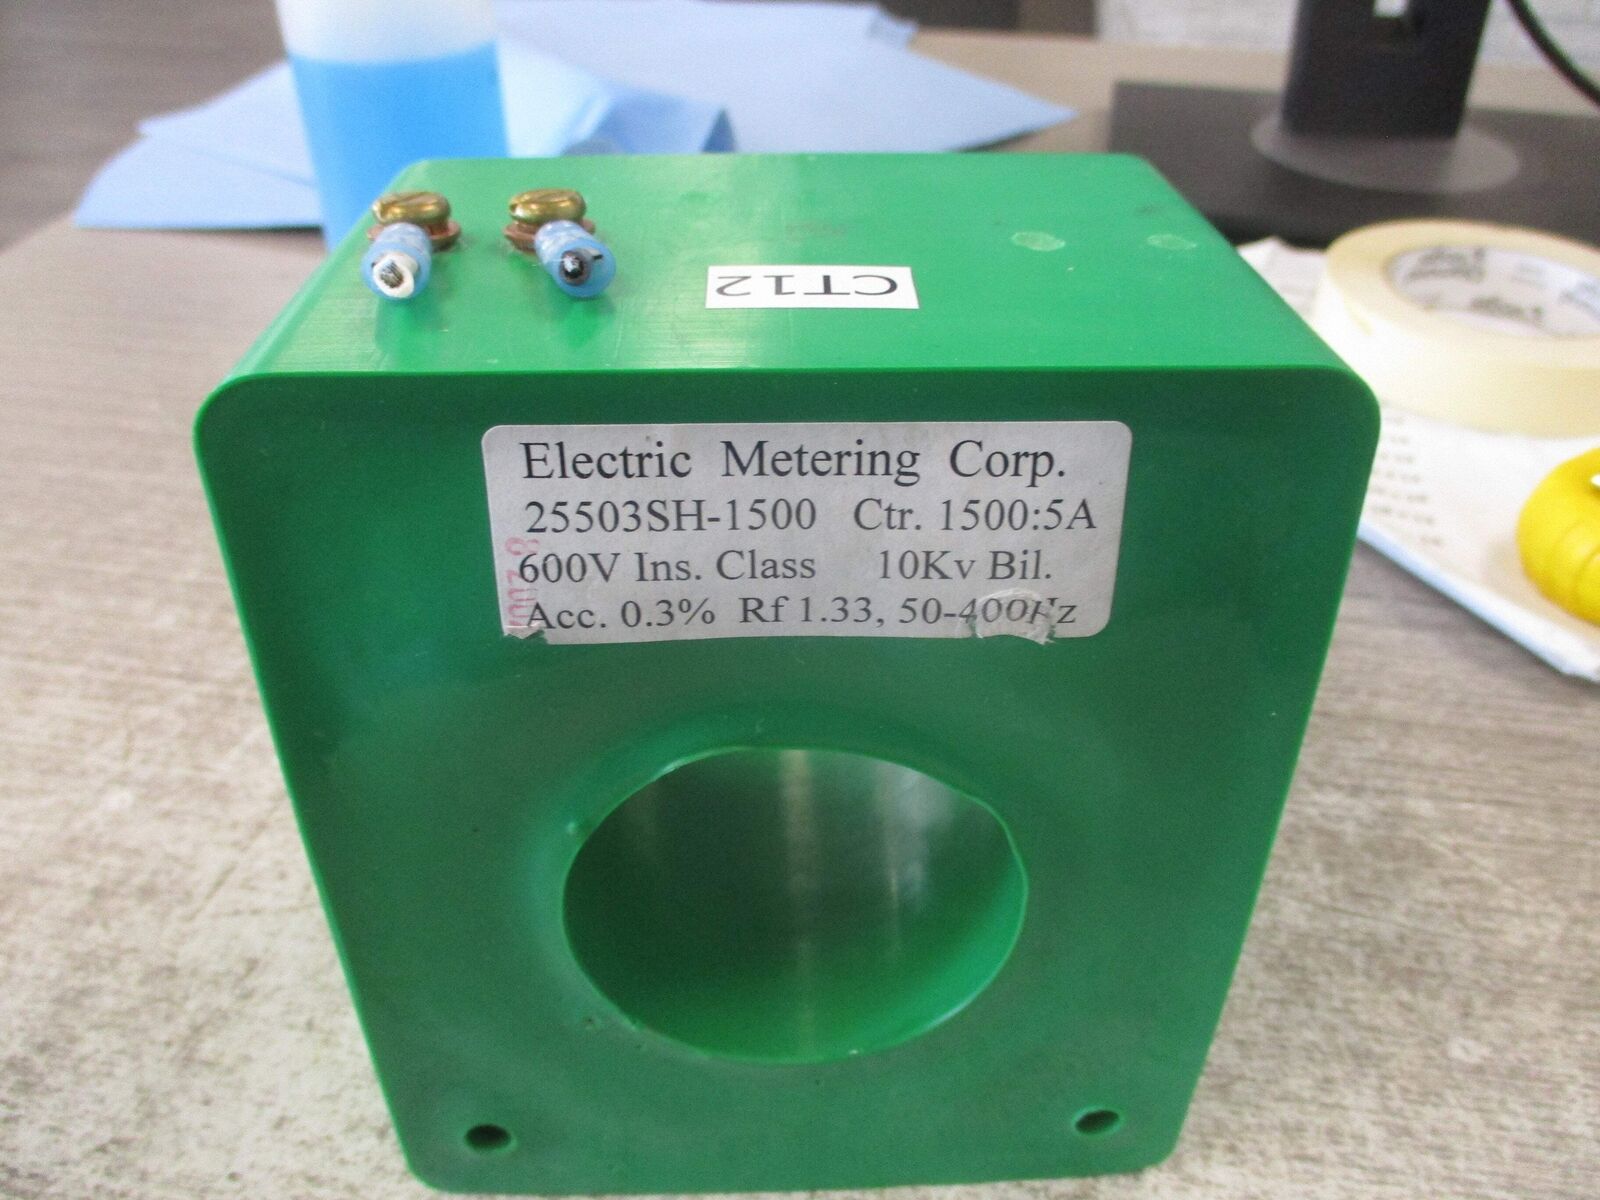 CT12
Electric Metering Corp.
25503SH-1500 Ctr. 1500:5A
600V Ins. Class 10Kv Bil.
Acc. 0.3% Rf 1.33, 50-400Hz